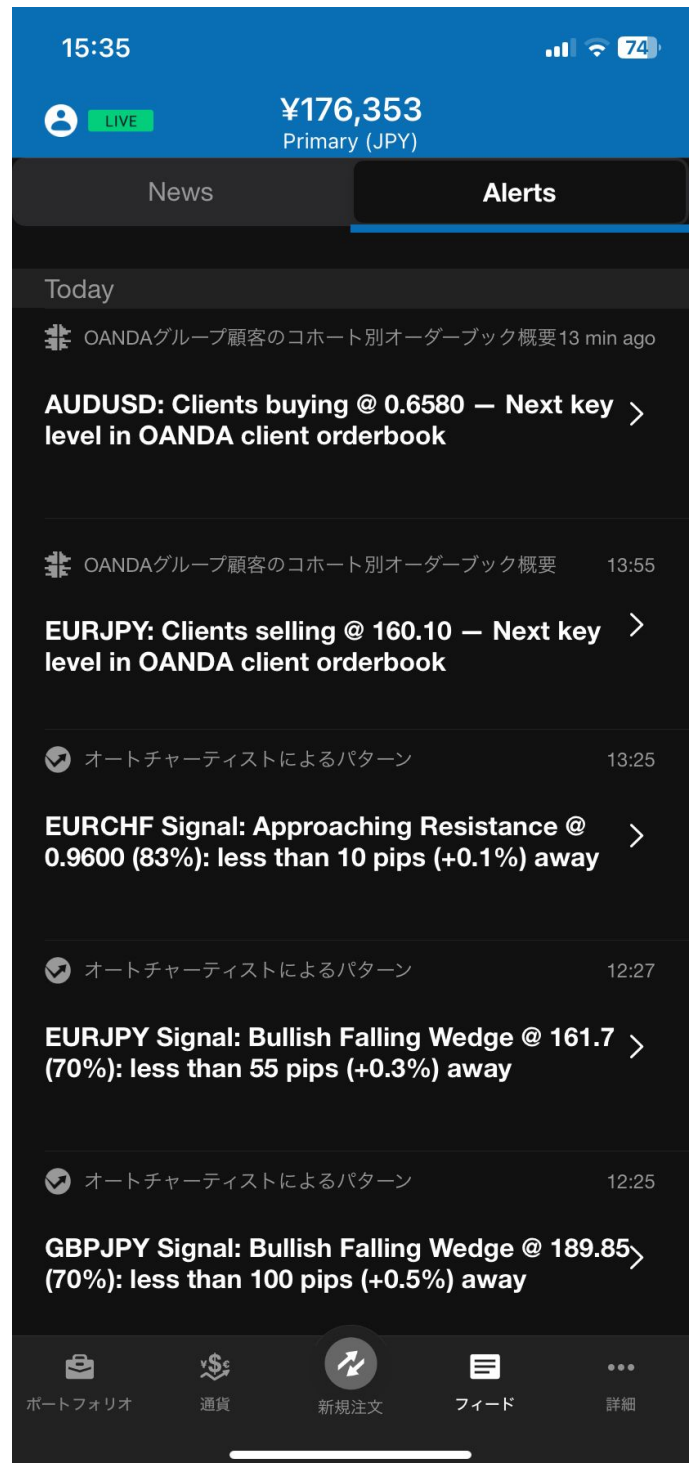 15:35
74
LIVE
¥176,353
Primary (JPY)
News
Alerts
Today
OANDAグループ顧客のコホート別オーダーブック概要 13 min ago
AUDUSD: Clients buying @ 0.6580 — Next key
level in OANDA client orderbook
OANDAグループ顧客のコホート別オーダーブック概要 13:55
EURJPY: Clients selling @ 160.10 — Next key
level in OANDA client orderbook
オートチャーティストによるパターン 13:25
EURCHF Signal: Approaching Resistance @
0.9600 (83%): less than 10 pips (+0.1%) away
オートチャーティストによるパターン 12:27
EURJPY Signal: Bullish Falling Wedge @ 161.7
(70%): less than 55 pips (+0.3%) away
オートチャーティストによるパターン 12:25
GBPJPY Signal: Bullish Falling Wedge @ 189.85
(70%): less than 100 pips (+0.5%) away
ポートフォリオ
通貨
新規注文
フィード
詳細